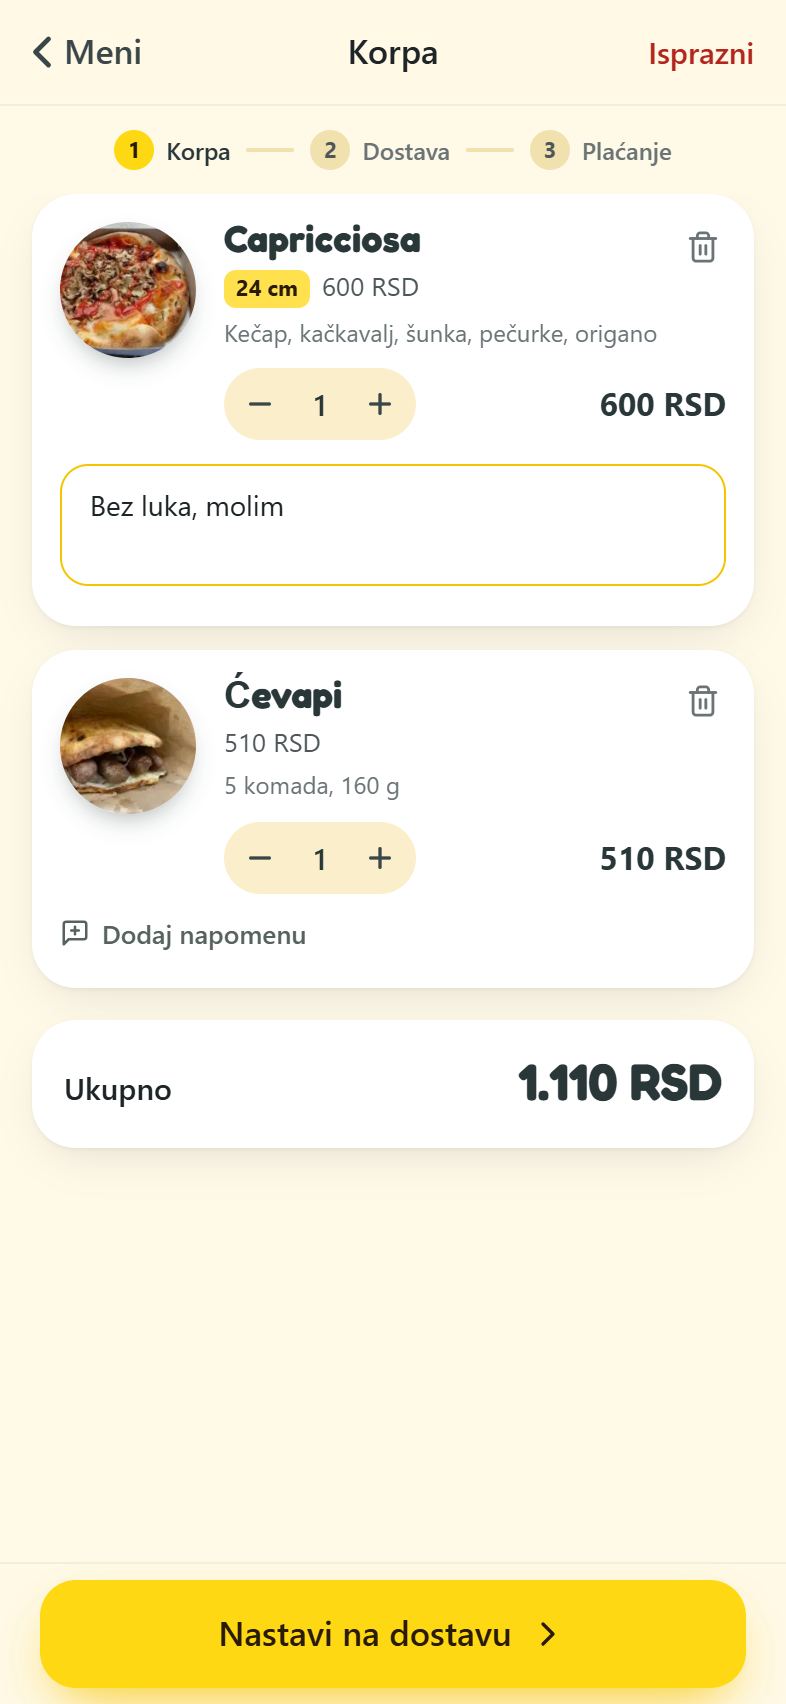 Meni
Korpa
Isprazni
1 Korpa 2 Dostava 3 Plaćanje
Capricciosa
24 cm 600 RSD
Kečap, kačkavalj, šunka, pečurke, origano
1 600 RSD
Bez luka, molim
Ćevapi
510 RSD
5 komada, 160 g
1 510 RSD
Dodaj napomenu
Ukupno 1.110 RSD
Nastavi na dostavu